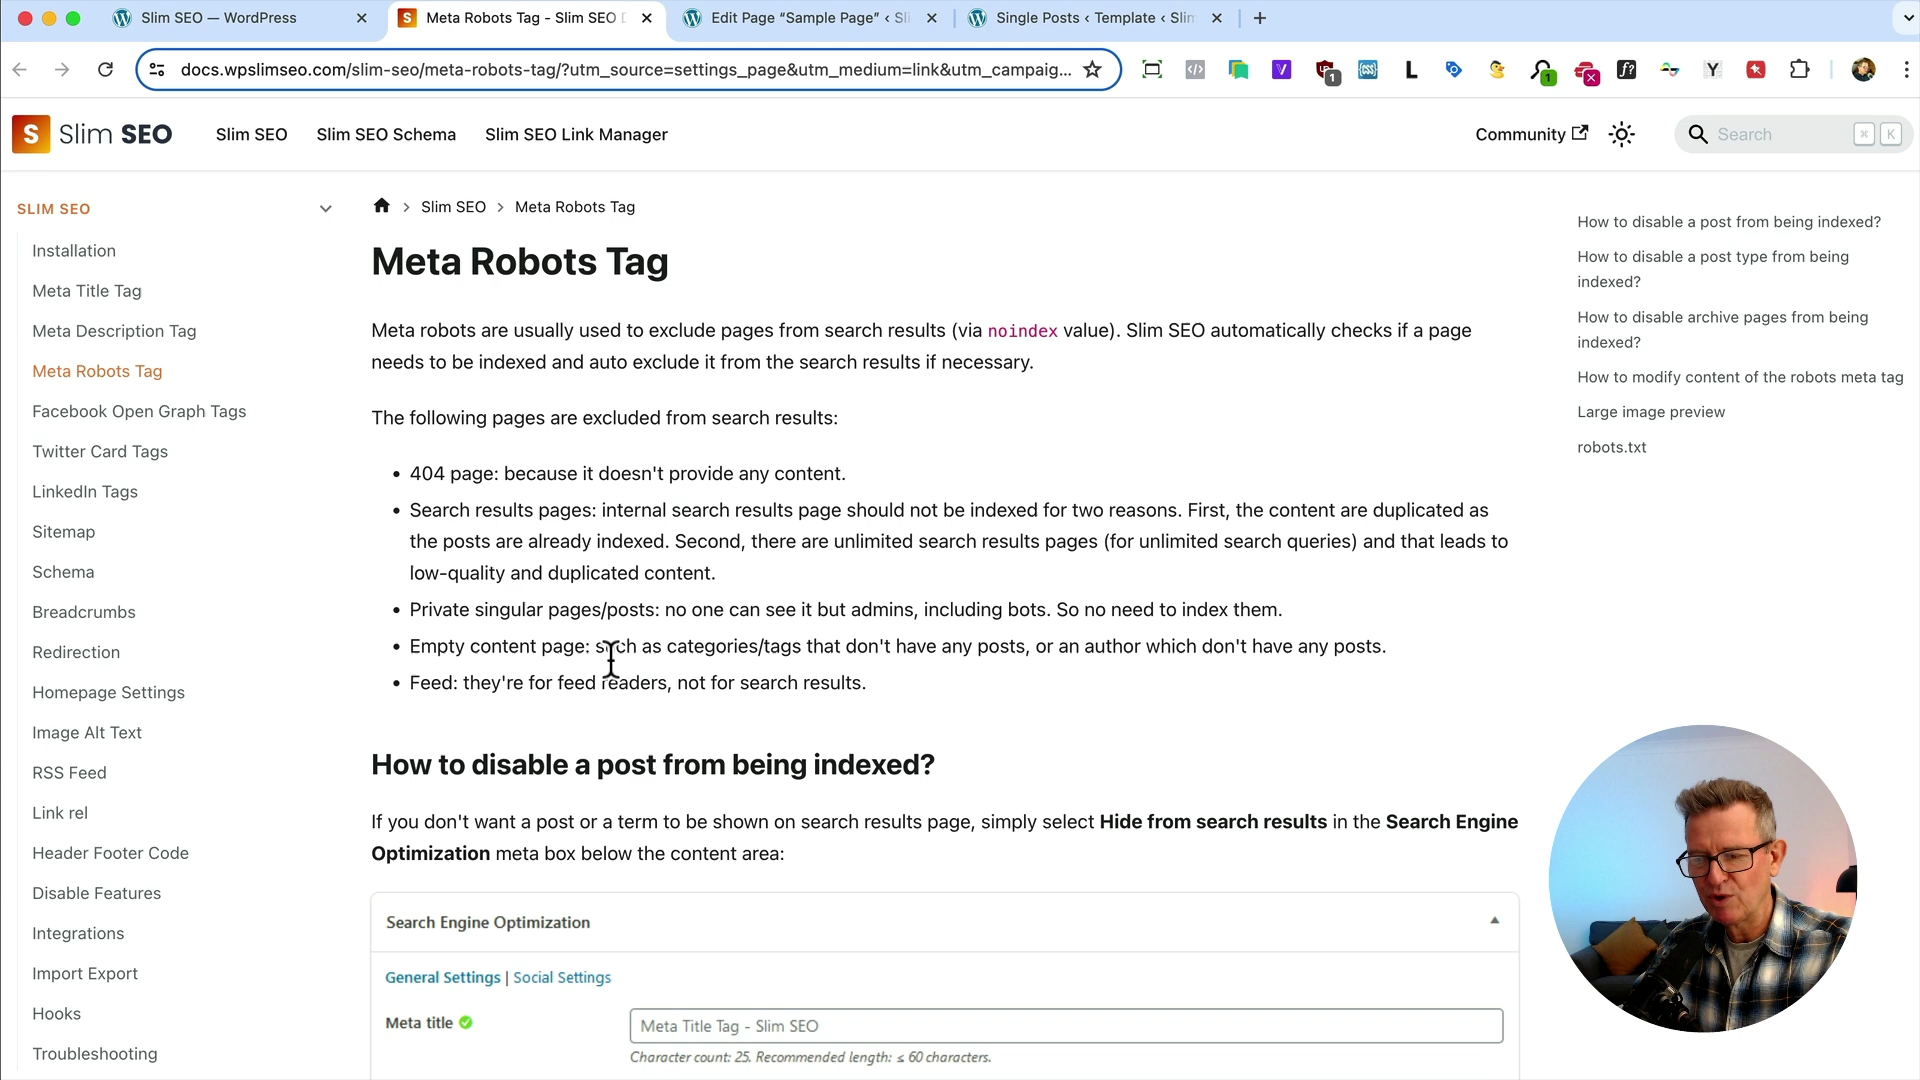 Slim SEO — WordPress
Meta Robots Tag - Slim SEO D
Edit Page “Sample Page” ‹ Sli
Single Posts ‹ Template ‹ Slim
docs.wpslimseo.com/slim-seo/meta-robots-tag/?utm_source=settings_page&utm_medium=link&utm_campaig...
Slim SEO
Slim SEO
Slim SEO Schema
Slim SEO Link Manager
Community
Search
⌘ K
SLIM SEO
Installation
Meta Title Tag
Meta Description Tag
Meta Robots Tag
Facebook Open Graph Tags
Twitter Card Tags
LinkedIn Tags
Sitemap
Schema
Breadcrumbs
Redirection
Homepage Settings
Image Alt Text
RSS Feed
Link rel
Header Footer Code
Disable Features
Integrations
Import Export
Hooks
Troubleshooting
Slim SEO
Meta Robots Tag
Meta Robots Tag
Meta robots are usually used to exclude pages from search results (via noindex value). Slim SEO automatically checks if a page
needs to be indexed and auto exclude it from the search results if necessary.
The following pages are excluded from search results:
• 404 page: because it doesn't provide any content.
• Search results pages: internal search results page should not be indexed for two reasons. First, the content are duplicated as
the posts are already indexed. Second, there are unlimited search results pages (for unlimited search queries) and that leads to
low-quality and duplicated content.
• Private singular pages/posts: no one can see it but admins, including bots. So no need to index them.
• Empty content page: such as categories/tags that don't have any posts, or an author which don't have any posts.
• Feed: they're for feed readers, not for search results.
How to disable a post from being indexed?
If you don't want a post or a term to be shown on search results page, simply select Hide from search results in the Search Engine
Optimization meta box below the content area:
Search Engine Optimization
General Settings | Social Settings
Meta title
Meta Title Tag - Slim SEO
Character count: 25. Recommended length: ≤ 60 characters.
How to disable a post from being indexed?
How to disable a post type from being
indexed?
How to disable archive pages from being
indexed?
How to modify content of the robots meta tag
Large image preview
robots.txt